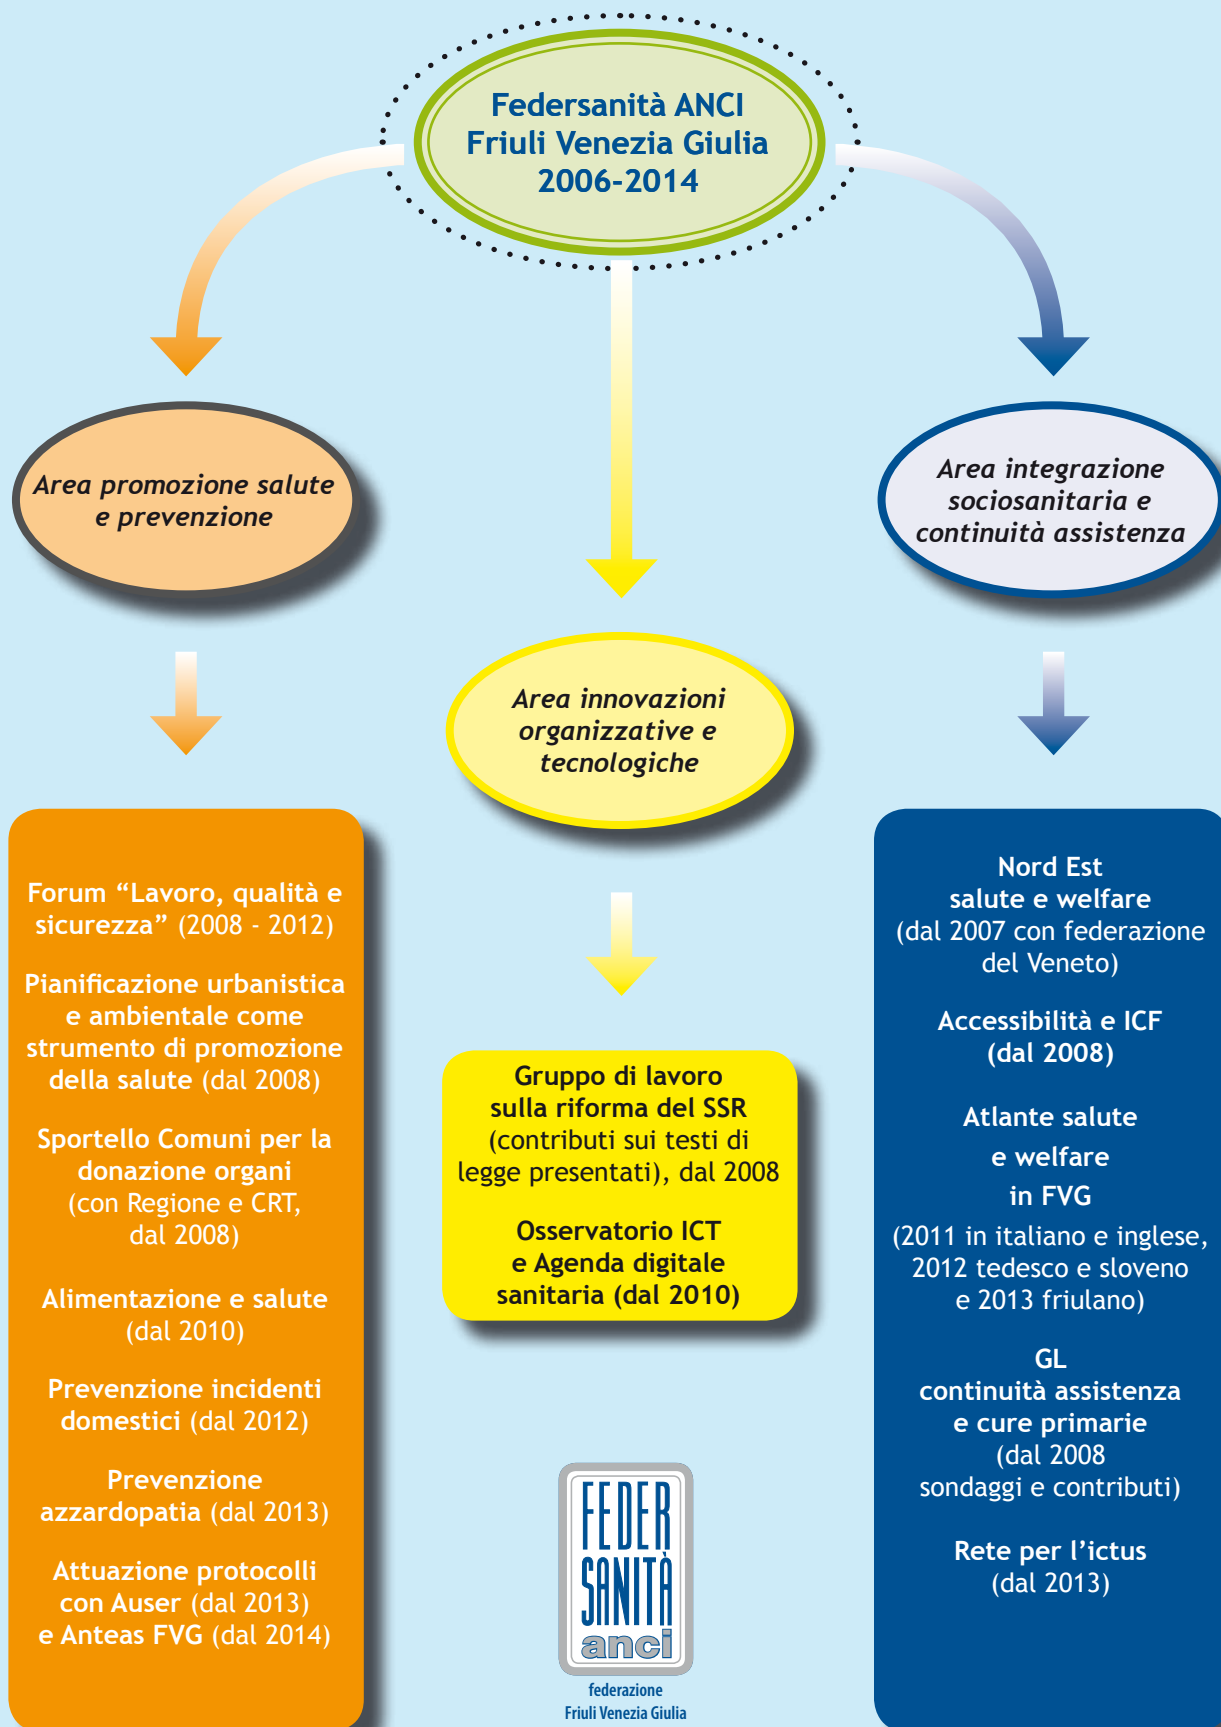 Federsanità ANCI
Friuli Venezia Giulia
2006-2014
Area promozione salute
e prevenzione
Forum “Lavoro, qualità e
sicurezza” (2008 - 2012)
Pianificazione urbanistica
e ambientale come
strumento di promozione
della salute (dal 2008)
Sportello Comuni per la
donazione organi
(con Regione e CRT,
dal 2008)
Alimentazione e salute
(dal 2010)
Prevenzione incidenti
domestici (dal 2012)
Prevenzione
azzardopatia (dal 2013)
Attuazione protocolli
con Auser (dal 2013)
e Anteas FVG (dal 2014)
Area innovazioni
organizzative e
tecnologiche
Gruppo di lavoro
sulla riforma del SSR
(contributi sui testi di
legge presentati), dal 2008
Osservatorio ICT
e Agenda digitale
sanitaria (dal 2010)
Area integrazione
sociosanitaria e
continuità assistenza
Nord Est
salute e welfare
(dal 2007 con federazione
del Veneto)
Accessibilità e ICF
(dal 2008)
Atlante salute
e welfare
in FVG
(2011 in italiano e inglese,
2012 tedesco e sloveno
e 2013 friulano)
GL
continuità assistenza
e cure primarie
(dal 2008
sondaggi e contributi)
Rete per l’ictus
(dal 2013)
FEDER
SANITÀ
anci
federazione
Friuli Venezia Giulia